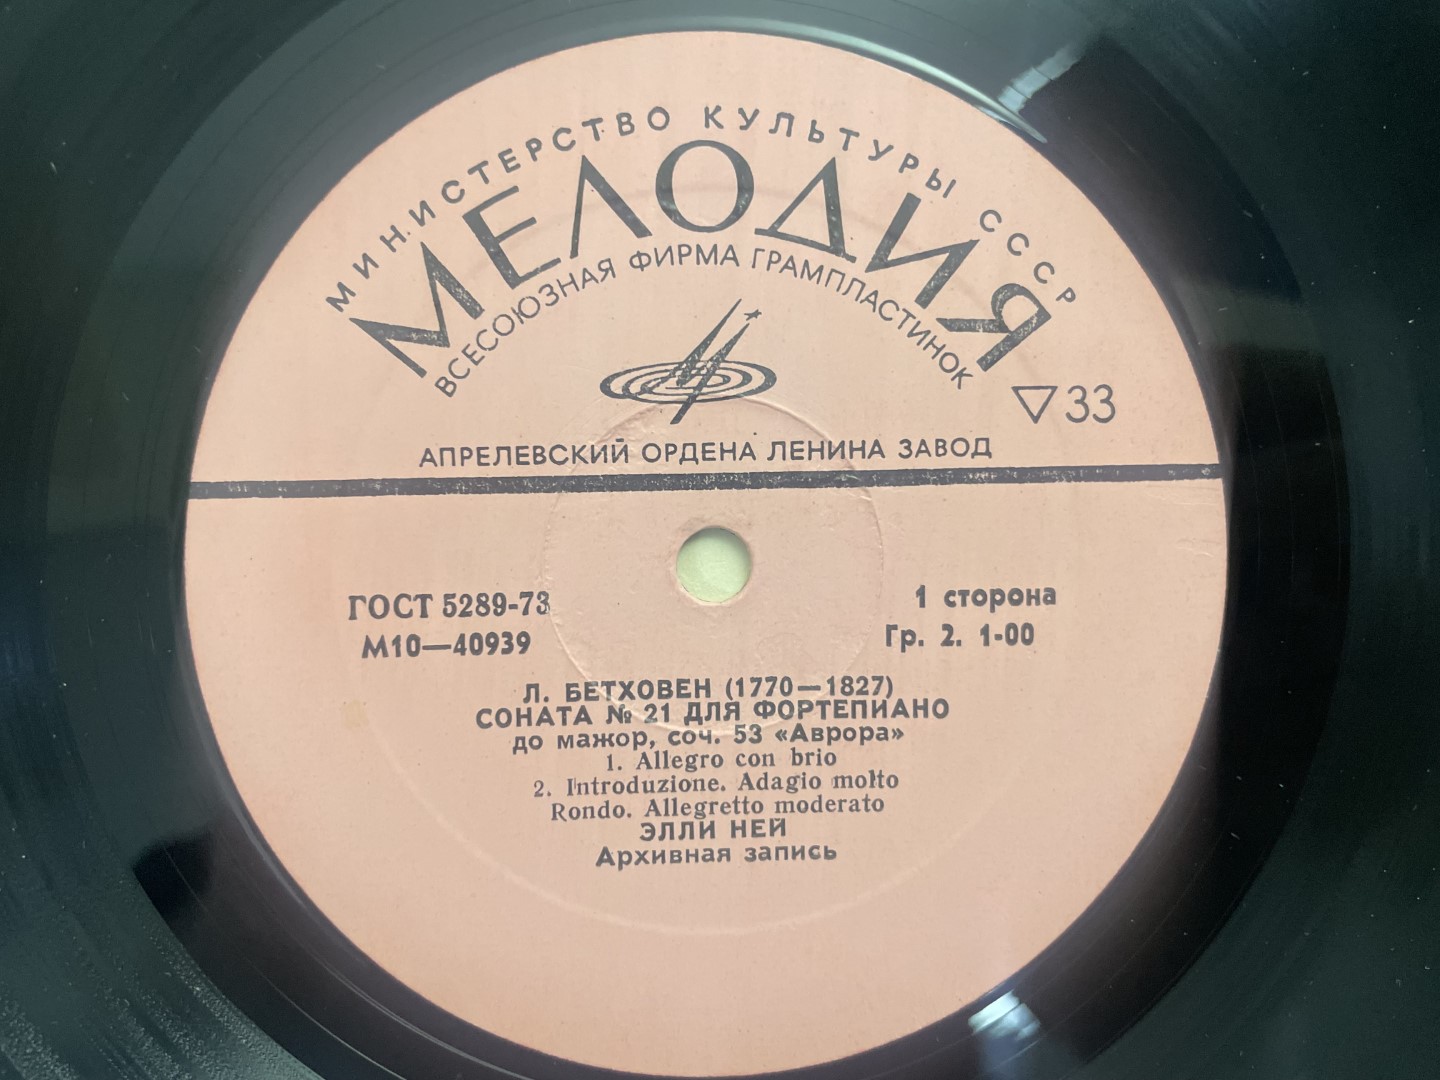 МИНИСТЕРСТВО КУЛЬТУРЫ СССР
МЕЛОДИЯ
ВСЕСОЮЗНАЯ ФИРМА ГРАМПЛАСТИНОК
▽33
АПРЕЛЕВСКИЙ ОРДЕНА ЛЕНИНА ЗАВОД
ГОСТ 5289-73
1 сторона
М10—40939
Гр. 2. 1-00
Л. БЕТХОВЕН (1770—1827)
СОНАТА № 21 ДЛЯ ФОРТЕПИАНО
до мажор, соч. 53 «Аврора»
1. Allegro con brio
2. Introduzione. Adagio molto
Rondo. Allegretto moderato
ЭЛЛИ НЕЙ
Архивная запись